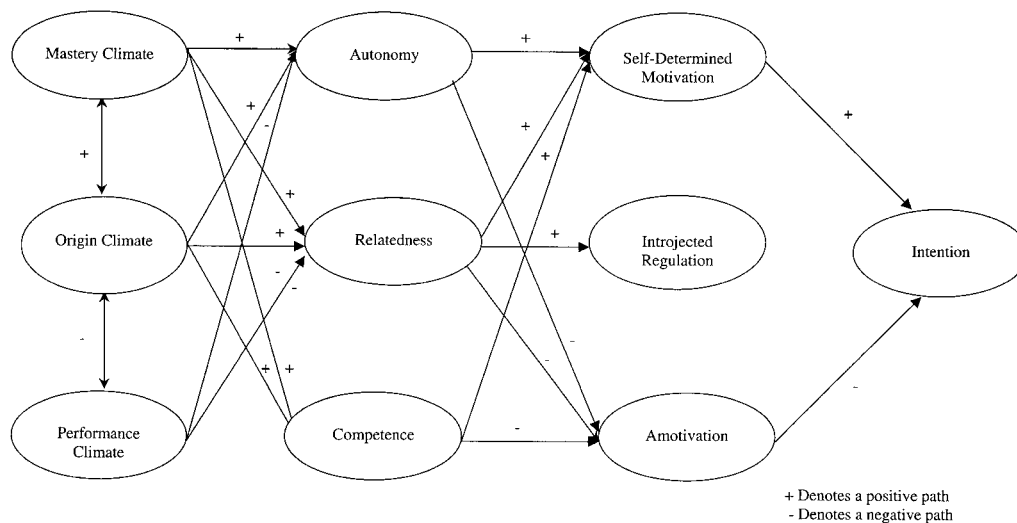 Mastery Climate
Autonomy
Self-Determined
Motivation
Origin Climate
Relatedness
Introjected
Regulation
Intention
Performance
Climate
Competence
Amotivation
+
+
+
+
-
+
+
+
+
+
+
+
-
-
-
-
-
+
+
-
-
+ Denotes a positive path
- Denotes a negative path